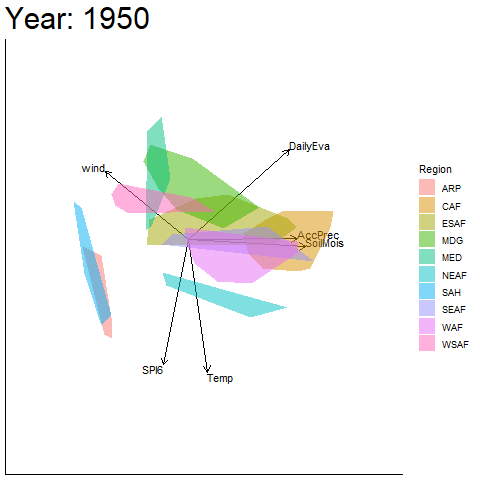 Year: 1950
DailyEva
wind
AccPrec
SoilMois
SPI6
Temp
Region
ARP
CAF
ESAF
MDG
MED
NEAF
SAH
SEAF
WAF
WSAF